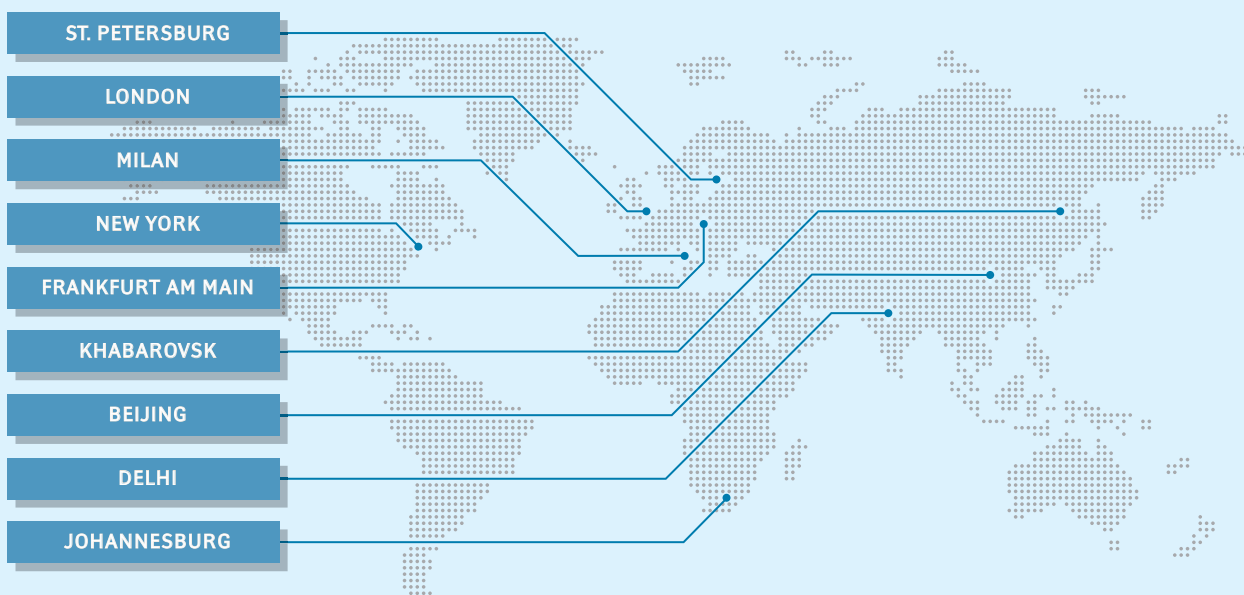 ST. PETERSBURG
LONDON
MILAN
NEW YORK
FRANKFURT AM MAIN
KHABAROVSK
BEIJING
DELHI
JOHANNESBURG